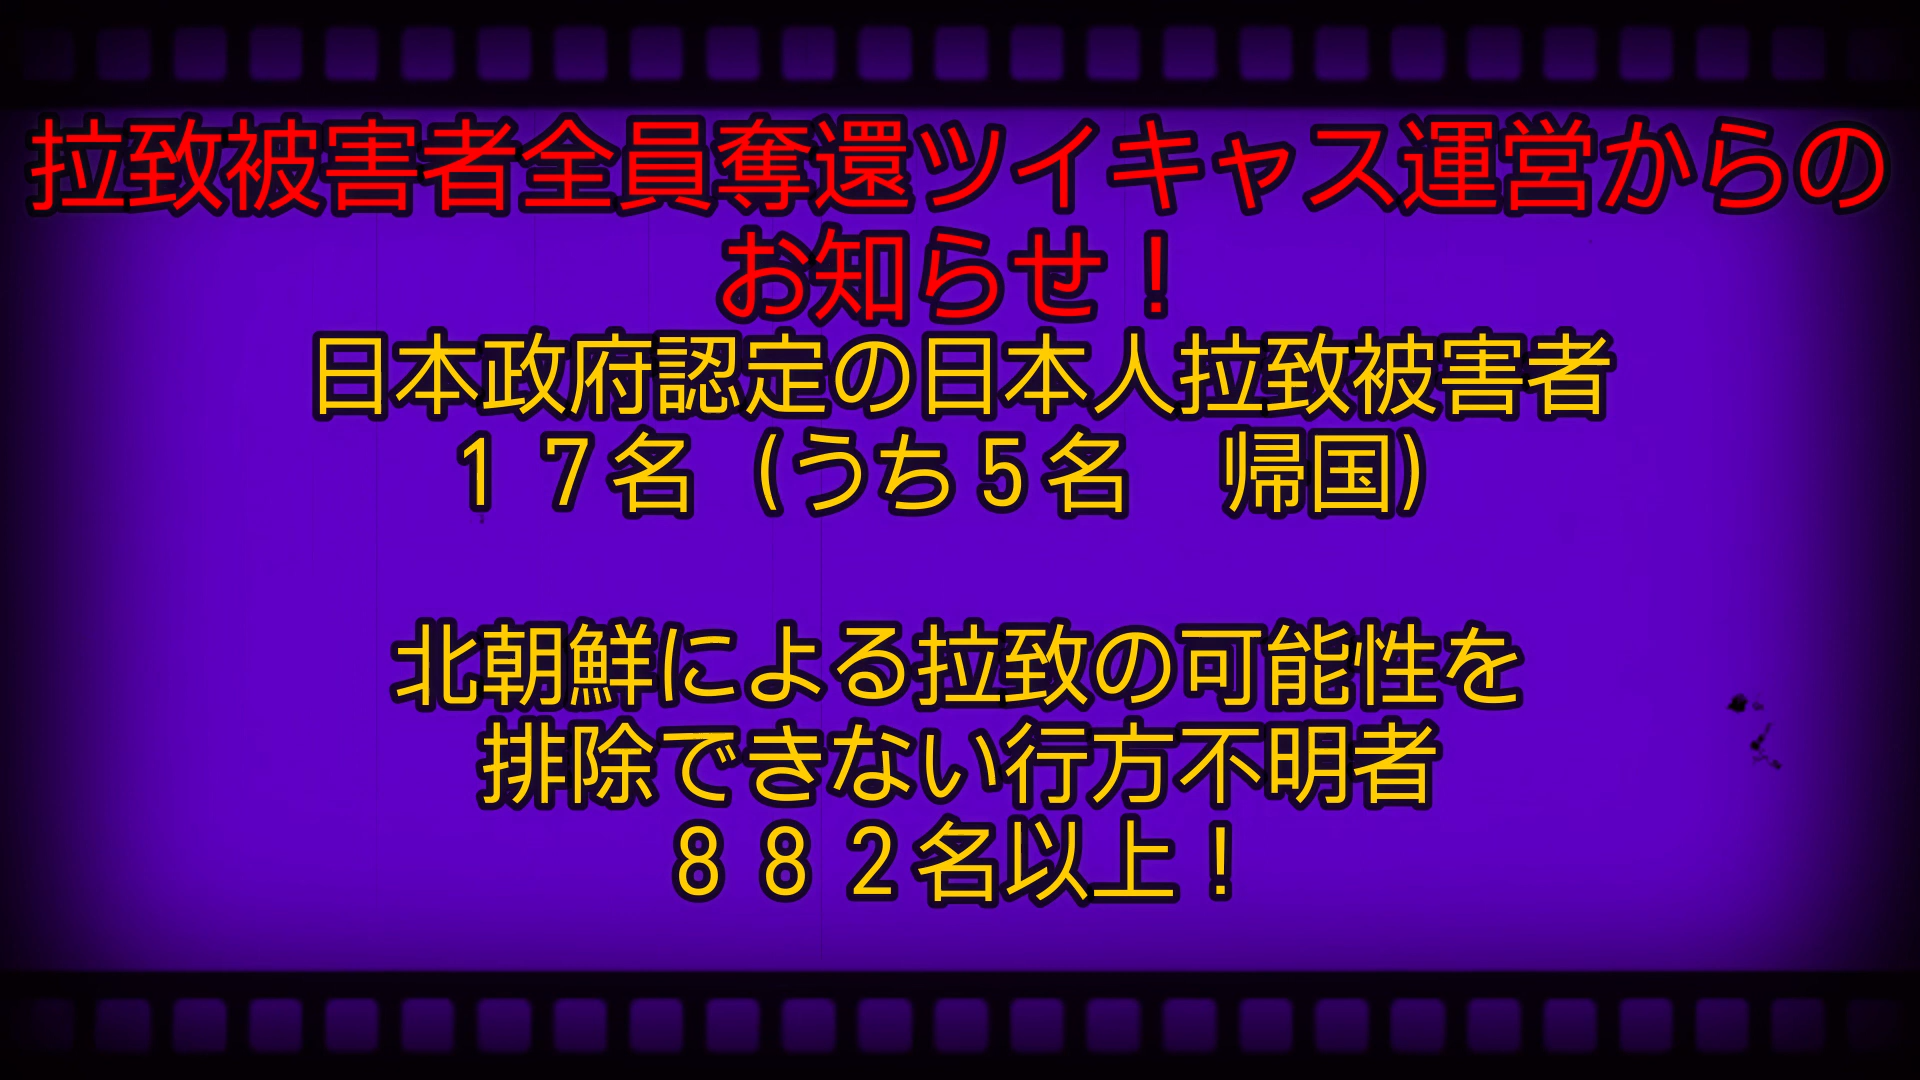 拉致被害者全員奪還ツイキャス運営からの
お知らせ！
日本政府認定の日本人拉致被害者
１７名（うち５名　帰国）
北朝鮮による拉致の可能性を
排除できない行方不明者
８８２名以上！